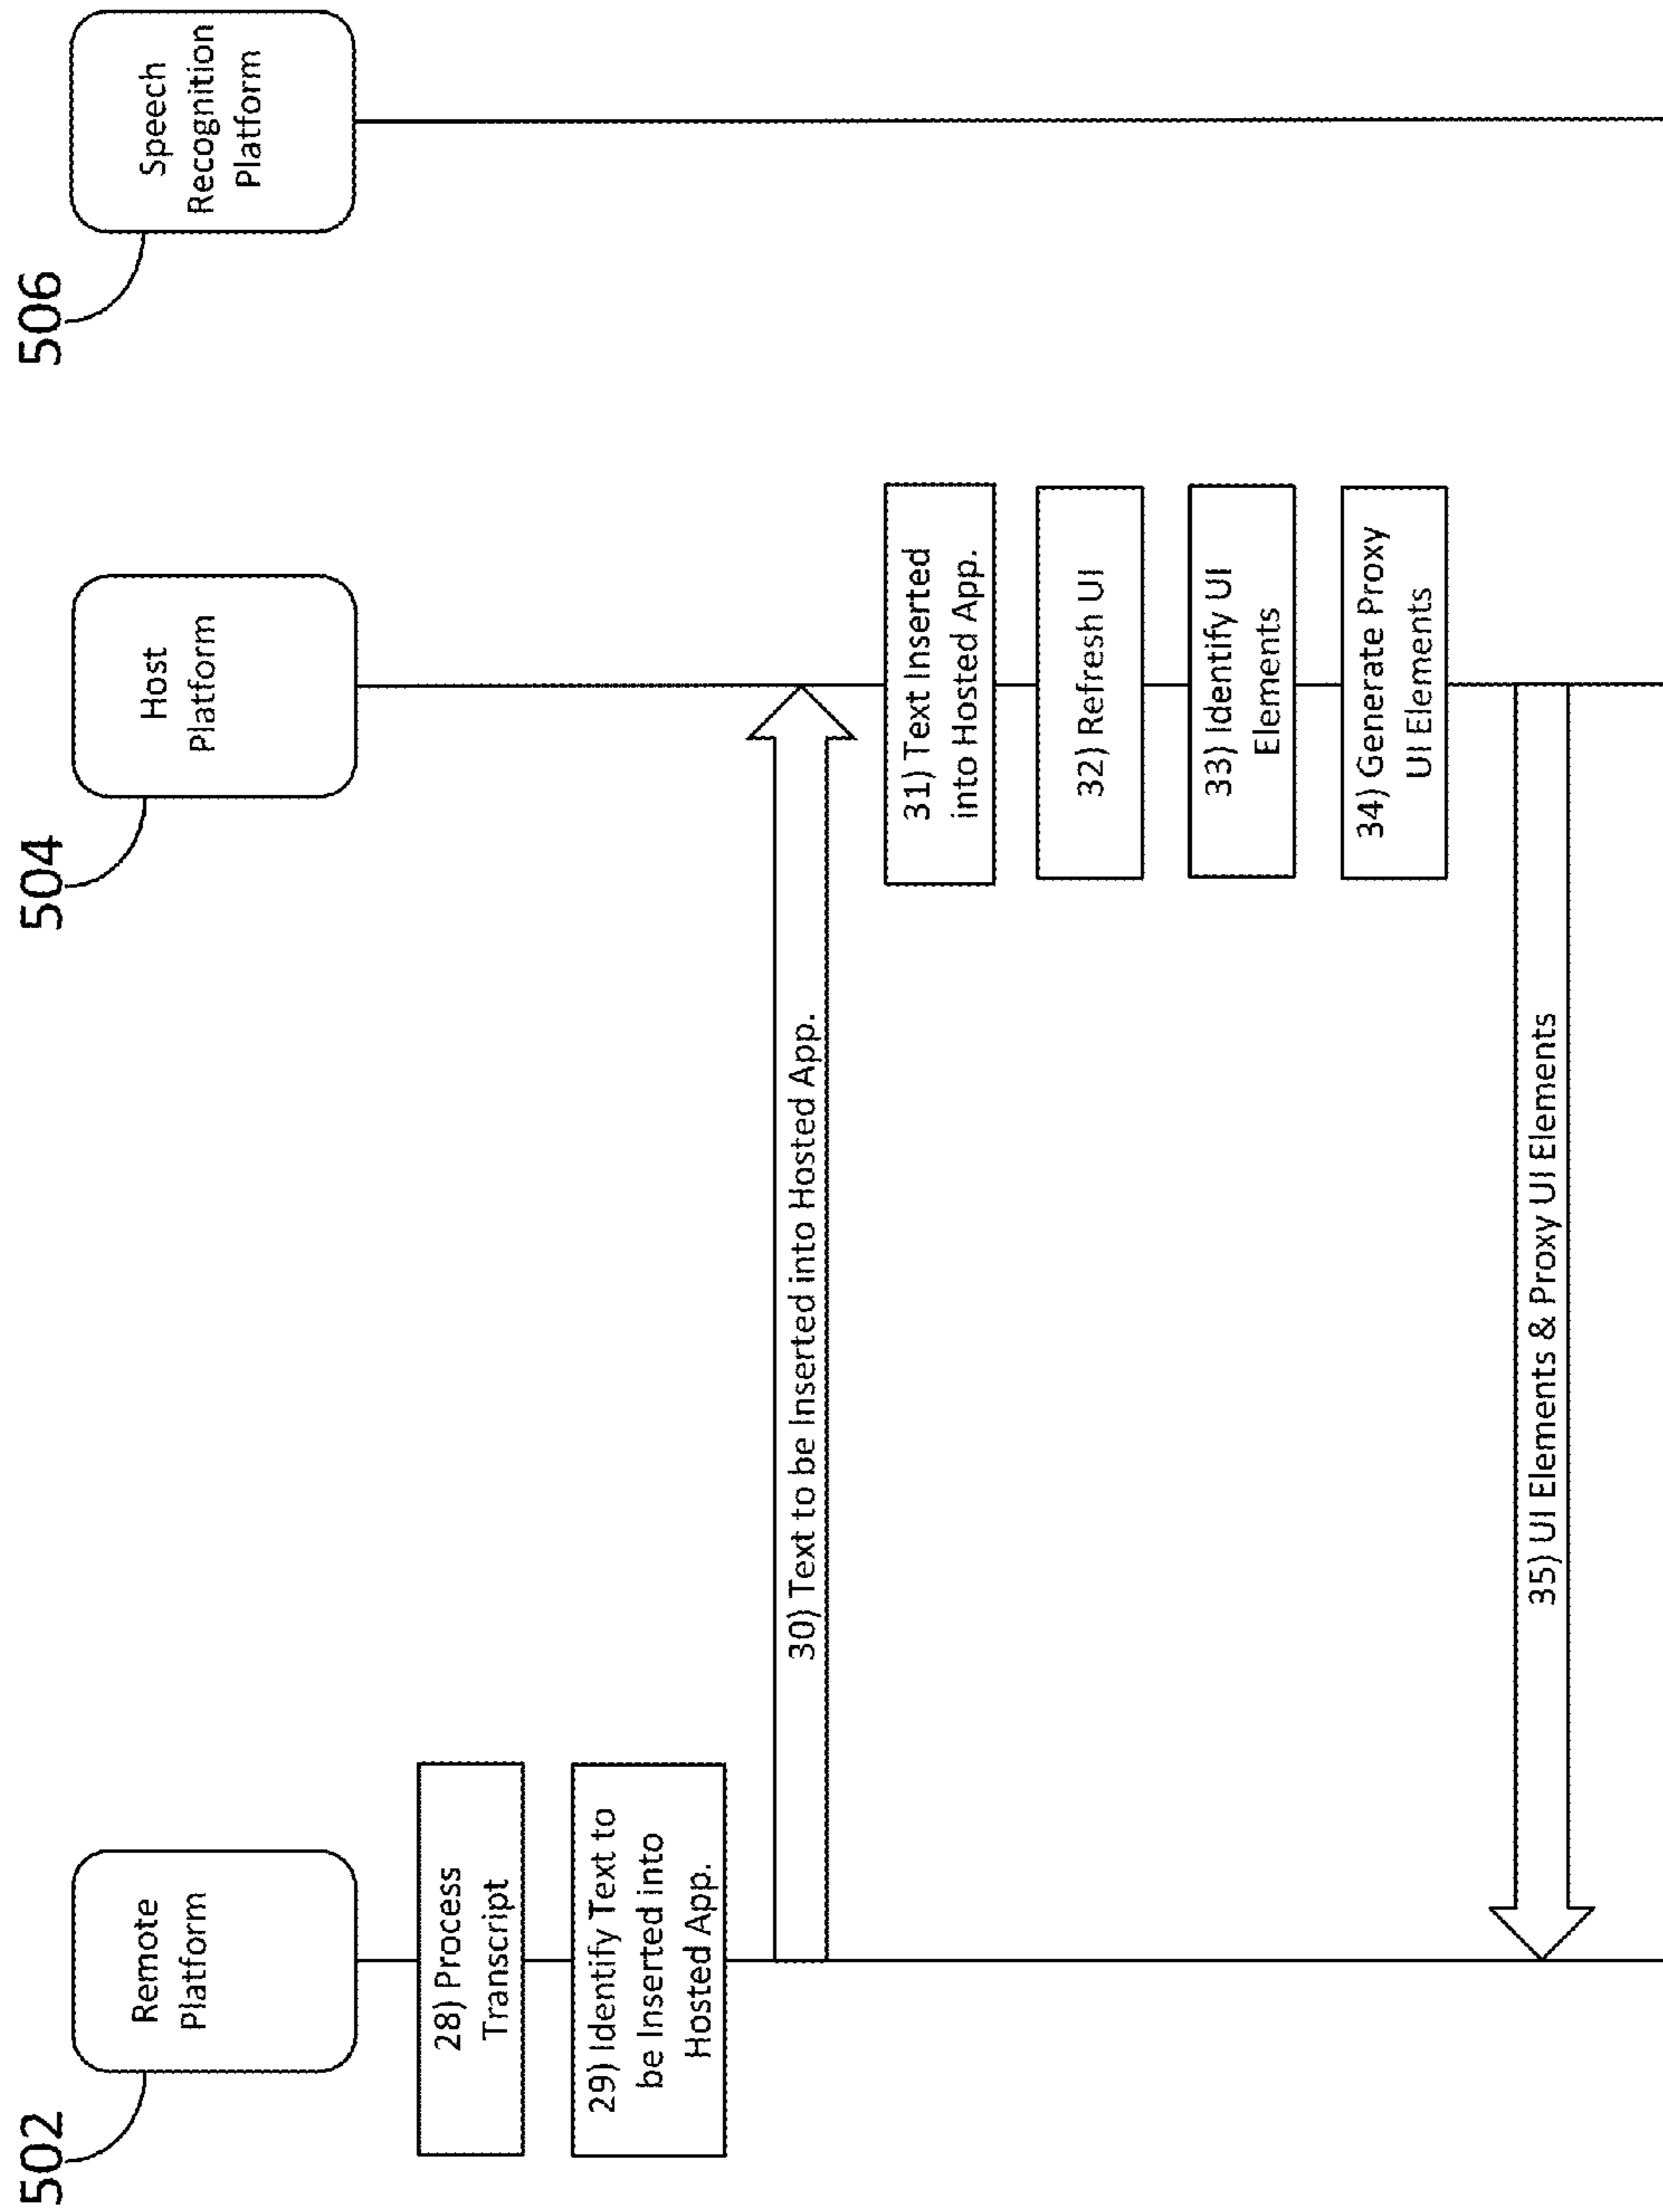 502
Remote
Platform
504
Host
Platform
506
Speech
Recognition
Platform
28) Process
Transcript
29) Identify Text to
be Inserted into
Hosted App.
30) Text to be Inserted into Hosted App.
31) Text Inserted
into Hosted App.
32) Refresh UI
33) Identify UI
Elements
34) Generate Proxy
UI Elements
35) UI Elements & Proxy UI Elements